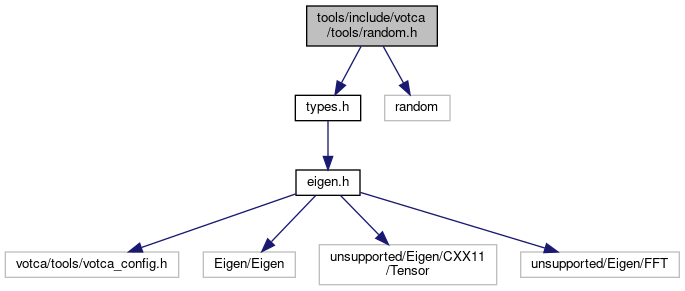 tools/include/votca
/tools/random.h
types.h
random
eigen.h
votca/tools/votca_config.h
Eigen/Eigen
unsupported/Eigen/CXX11
/Tensor
unsupported/Eigen/FFT